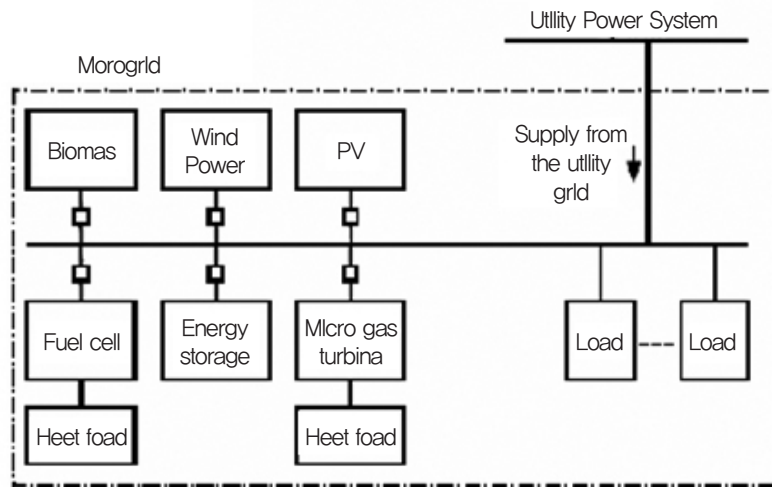 Utllity Power System
Morogrld
Biomas
Wind
Power
PV
Supply from
the utllity
grld
Fuel cell
Energy
storage
Mlcro gas
turbina
Load
Load
Heet foad
Heet foad